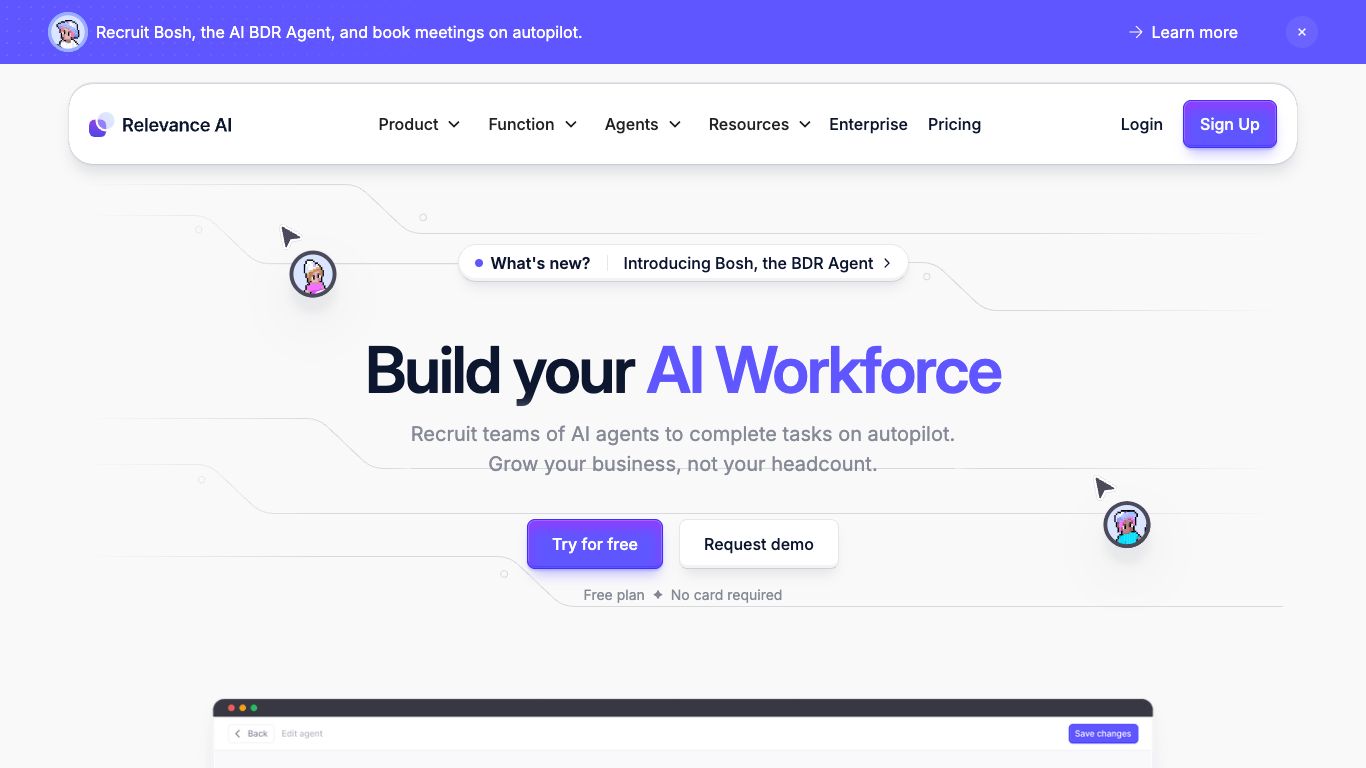 Recruit Bosh, the AI BDR Agent, and book meetings on autopilot.
Learn more
Relevance AI
Product
Function
Agents
Resources
Enterprise
Pricing
Login
Sign Up
What's new?
Introducing Bosh, the BDR Agent
Build your AI Workforce
Recruit teams of AI agents to complete tasks on autopilot.
Grow your business, not your headcount.
Try for free
Request demo
Free plan ✦ No card required
Back
Edit agent
Save changes